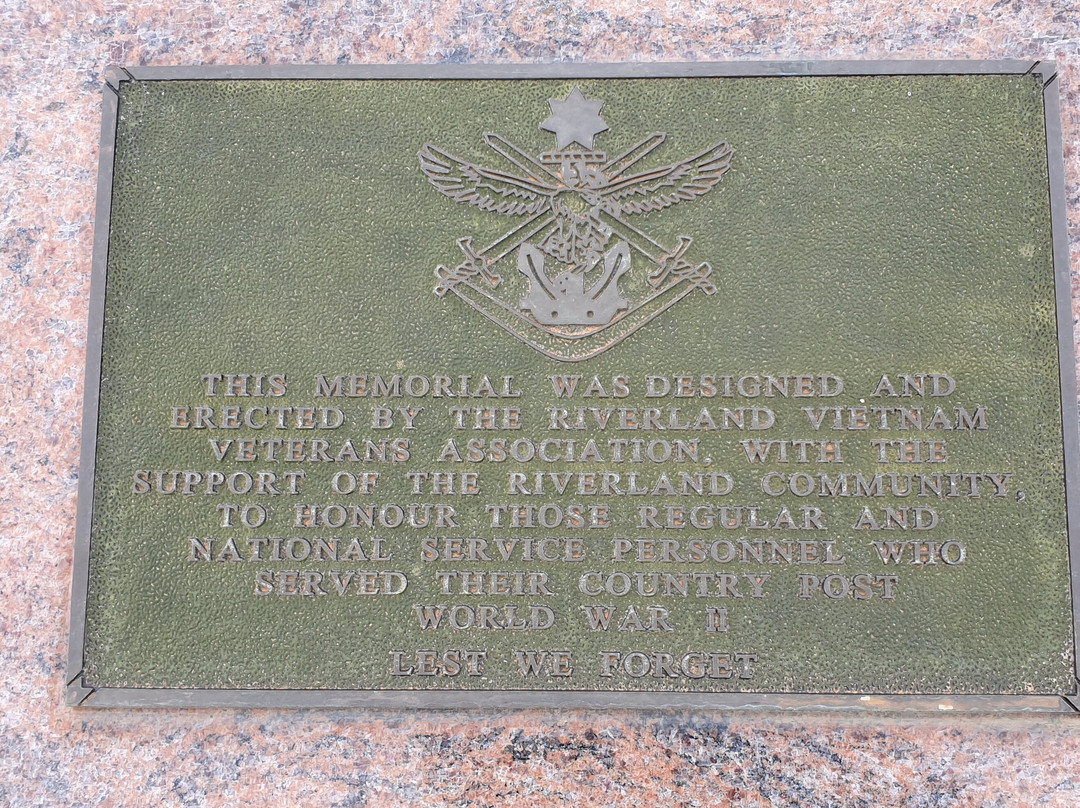 THIS MEMORIAL WAS DESIGNED AND
ERECTED BY THE RIVERLAND VIETNAM
VETERANS ASSOCIATION, WITH THE
SUPPORT OF THE RIVERLAND COMMUNITY,
TO HONOUR THOSE REGULAR AND
NATIONAL SERVICE PERSONNEL WHO
SERVED THEIR COUNTRY POST
WORLD WAR II
LEST WE FORGET